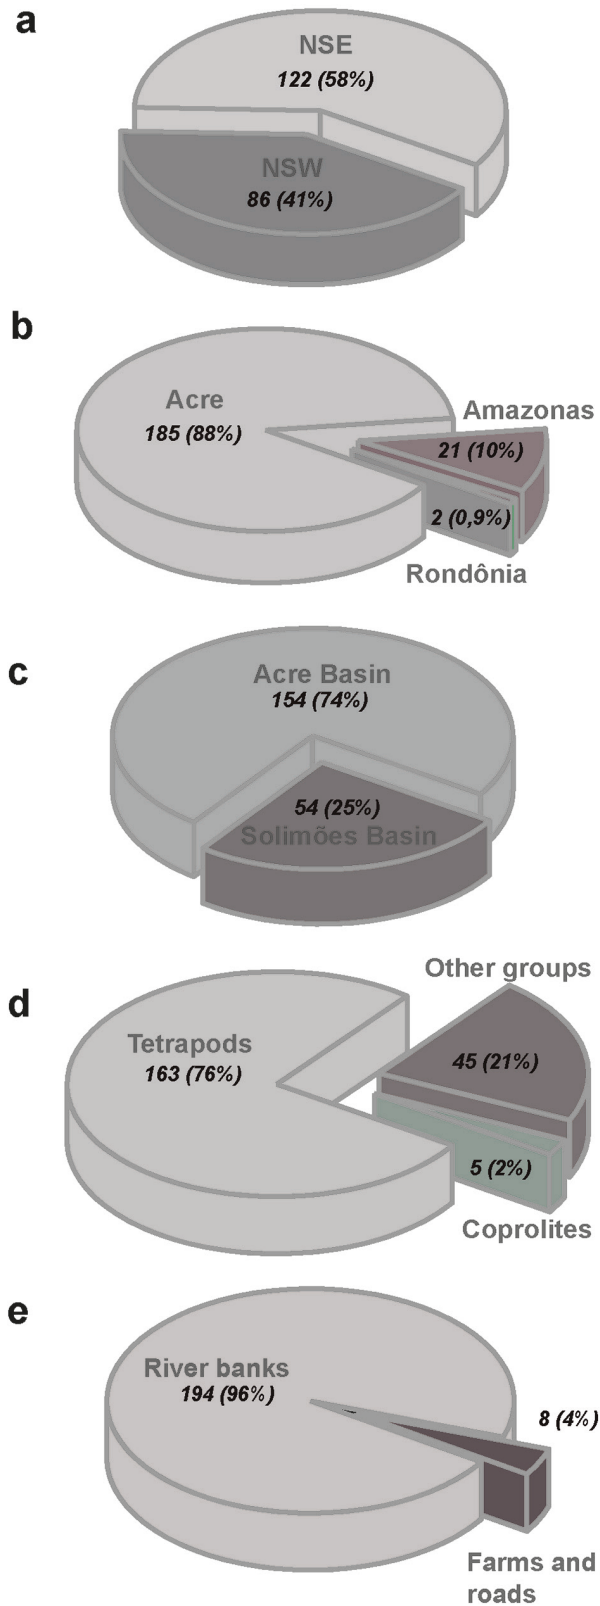 a
NSE
122 (58%)
NSW
86 (41%)
b
Acre
185 (88%)
Amazonas
21 (10%)
2 (0,9%)
Rondônia
c
Acre Basin
154 (74%)
54 (25%)
Solimões Basin
d
Other groups
Tetrapods
163 (76%)
45 (21%)
5 (2%)
Coprolites
e
River banks
194 (96%)
8 (4%)
Farms and
roads